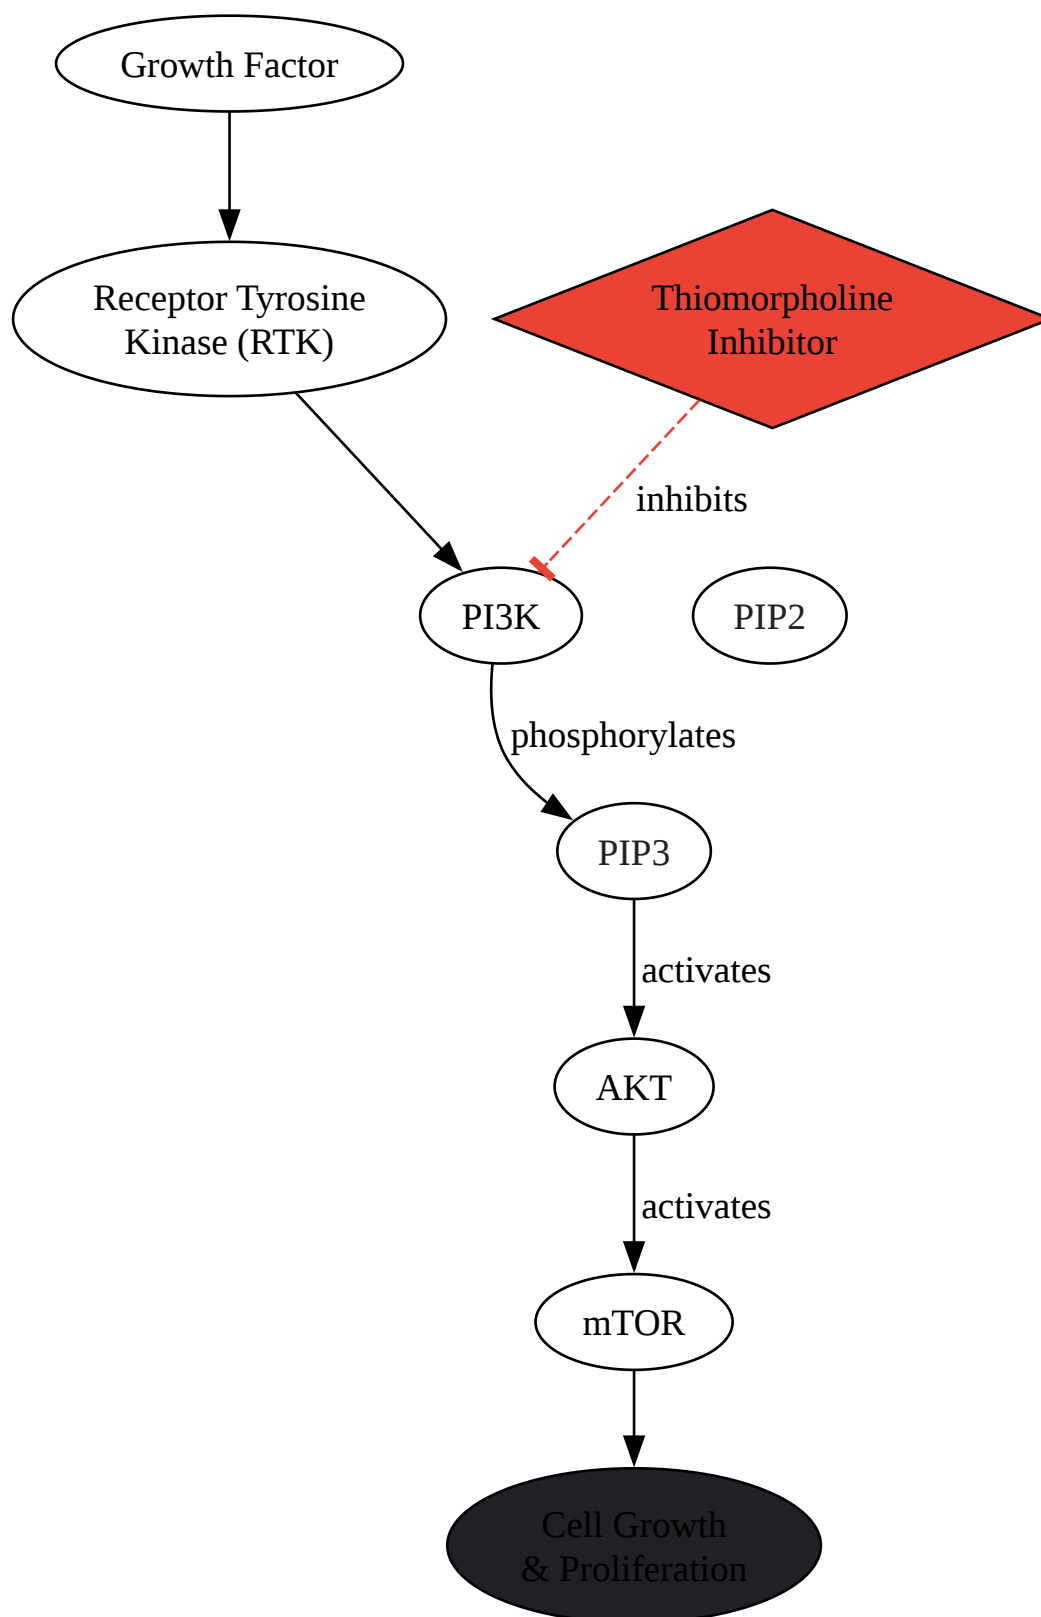 Growth Factor
Receptor Tyrosine
Kinase (RTK)
Thiomorpholine
Inhibitor
inhibits
PI3K
PIP2
phosphorylates
PIP3
activates
AKT
activates
mTOR
Cell Growth
& Proliferation